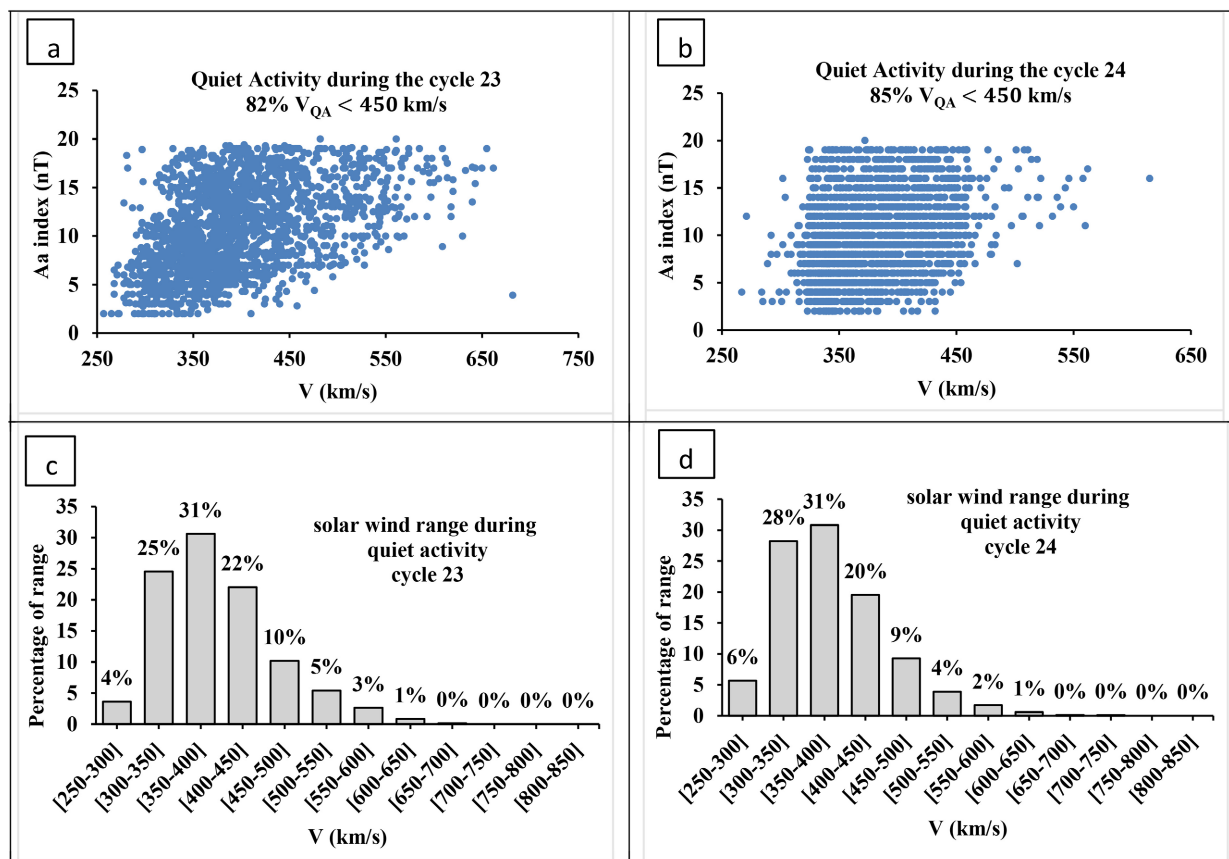 a
Quiet Activity during the cycle 23
82% V_QA < 450 km/s
Aa index (nT)
25
20
15
10
5
0
250 350 450 550 650 750
V (km/s)
b
Quiet Activity during the cycle 24
85% V_QA < 450 km/s
Aa index (nT)
25
20
15
10
5
0
250 350 450 550 650
V (km/s)
c
solar wind range during
quiet activity
cycle 23
Percentage of range
35
30
25
20
15
10
5
0
4% 25% 31% 22% 10% 5% 3% 1% 0% 0% 0% 0%
[250-300]
[300-350]
[350-400]
[400-450]
[450-500]
[500-550]
[550-600]
[600-650]
[650-700]
[700-750]
[750-800]
[800-850]
V (km/s)
d
solar wind range during
quiet activity
cycle 24
Percentage of range
35
30
25
20
15
10
5
0
6% 28% 31% 20% 9% 4% 2% 1% 0% 0% 0% 0%
[250-300]
[300-350]
[350-400]
[400-450]
[450-500]
[500-550]
[550-600]
[600-650]
[650-700]
[700-750]
[750-800]
[800-850]
V (km/s)